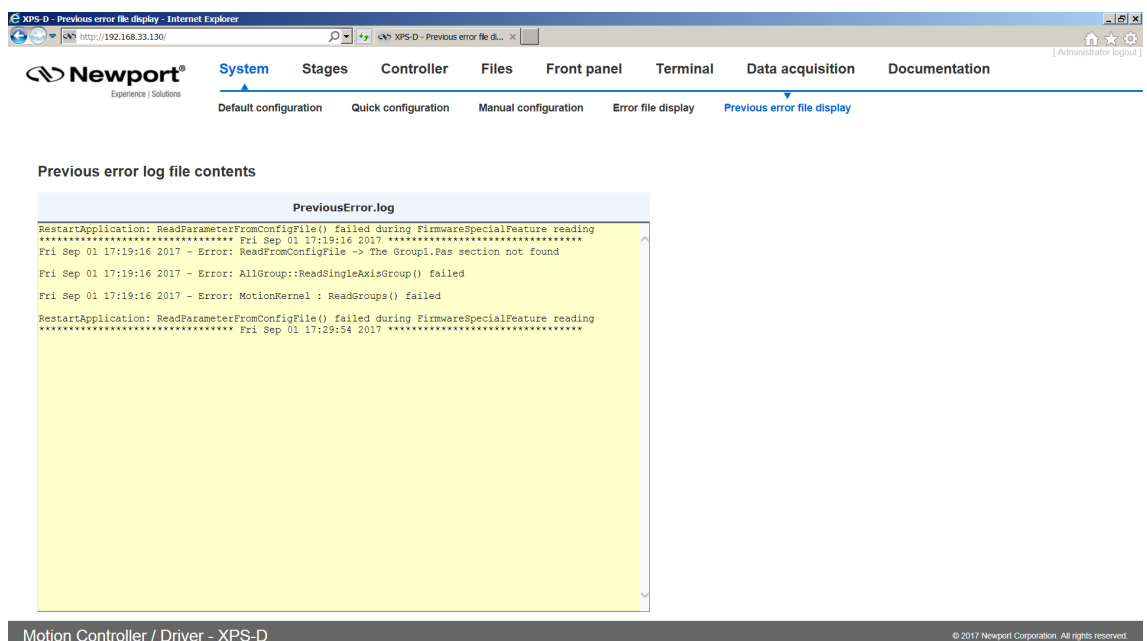 XPS-D - Previous error file display - Internet Explorer
http://192.168.33.130/
XPS-D - Previous error file di...
[ Administrator logout ]
Newport®
Experience | Solutions
System Stages Controller Files Front panel Terminal Data acquisition Documentation
Default configuration Quick configuration Manual configuration Error file display Previous error file display
Previous error log file contents
PreviousError.log
RestartApplication: ReadParameterFromConfigFile() failed during FirmwareSpecialFeature reading
********************************* Fri Sep 01 17:19:16 2017 *********************************
Fri Sep 01 17:19:16 2017 - Error: ReadFromConfigFile -> The Group1.Pas section not found
Fri Sep 01 17:19:16 2017 - Error: AllGroup::ReadSingleAxisGroup() failed
Fri Sep 01 17:19:16 2017 - Error: MotionKernel : ReadGroups() failed
RestartApplication: ReadParameterFromConfigFile() failed during FirmwareSpecialFeature reading
********************************* Fri Sep 01 17:29:54 2017 *********************************
Motion Controller / Driver - XPS-D
© 2017 Newport Corporation. All rights reserved.